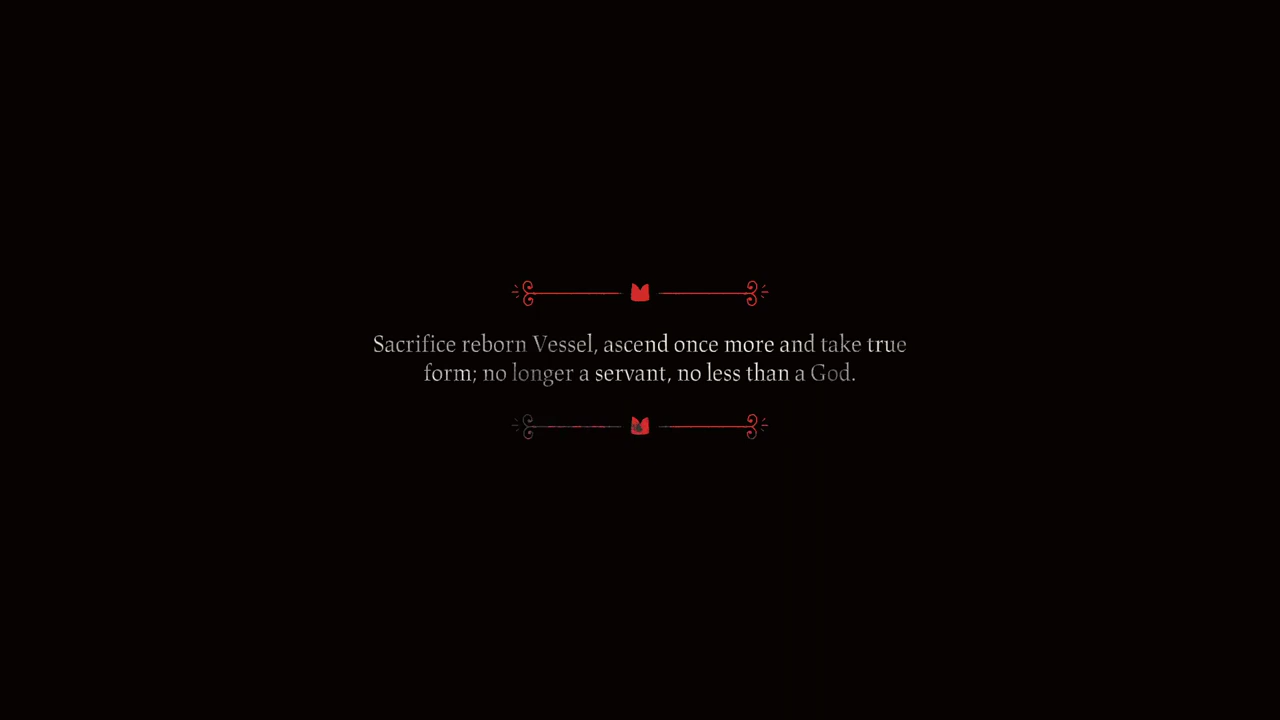 Sacrifice reborn Vessel, ascend once more and take true
form; no longer a servant, no less than a God.